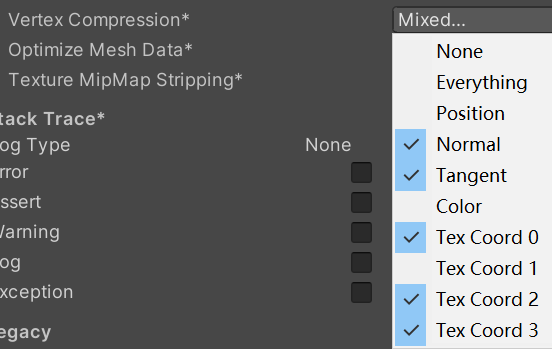 Vertex Compression*
Mixed...
Optimize Mesh Data*
Texture MipMap Stripping*
None
Everything
Position
Normal
Tangent
Color
Tex Coord 0
Tex Coord 1
Tex Coord 2
Tex Coord 3
tack Trace*
og Type
None
rror
ssert
Warning
og
xception
egacy